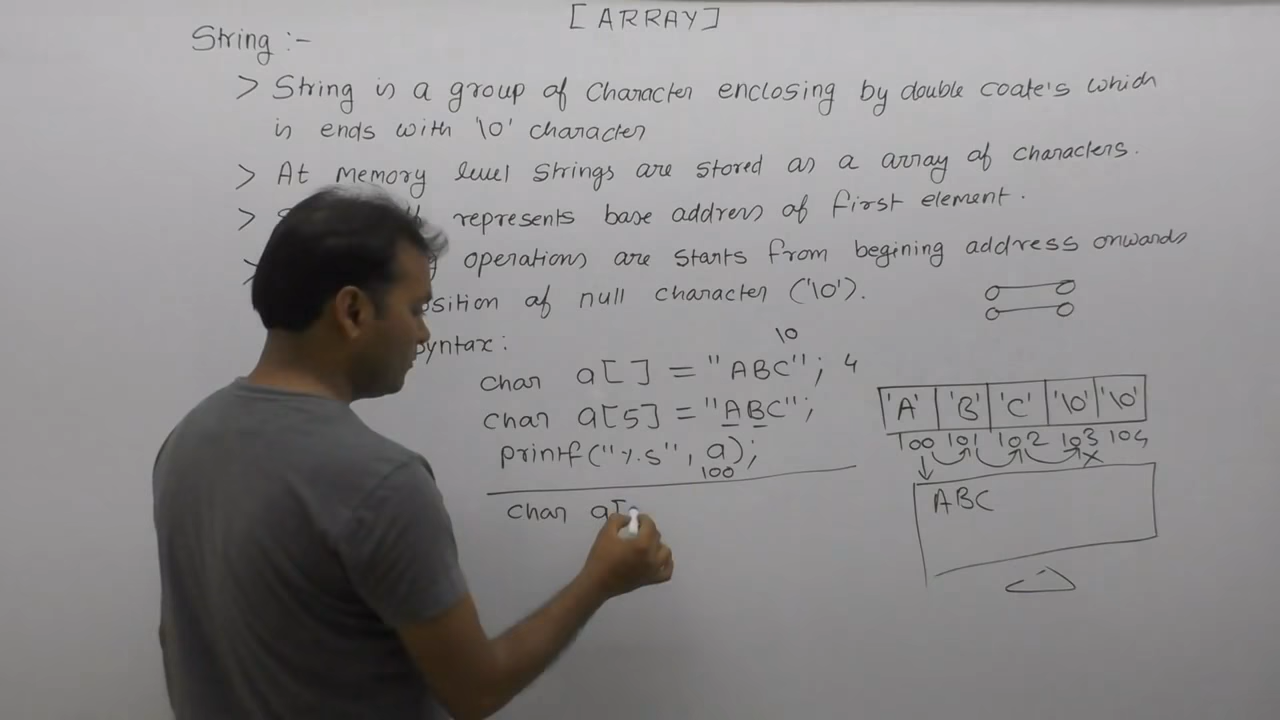 [ARRAY]
String :-
> String is a group of character enclosing by double coate's which
is ends with '\0' character
> At memory level strings are stored as a array of characters.
> represents base address of first element.
> operations are starts from begining address onwards
of null character ('\0').
Syntax:
\0
char a[ ] = "ABC"; 4
char a[5] = "ABC";
printf("%s", a);
100
char a[
'A' 'B' 'C' '\0' '\0'
100 101 102 103 104
x
ABC